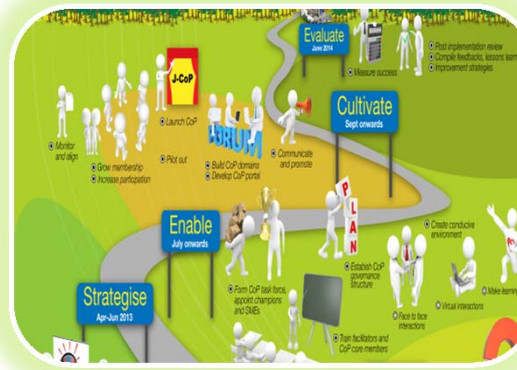 Evaluate
June 2014
Measure success
Post implementation review
Compile feedbacks, lessons learn
Improvement strategies
J-CoP
Launch CoP
Cultivate
Sept onwards
Monitor
and align
Grow membership
Increase participation
Pilot out
FORUM
Build CoP domains
Develop CoP portal
Communicate
and promote
Enable
July onwards
PLAN
Create conducive
environment
Establish CoP
governance
structure
Strategise
Apr-Jun 2013
Form CoP task force,
appoint champions
and SMEs
Face to face
interactions
Virtual interactions
Make learning
Train facilitators and
CoP core members